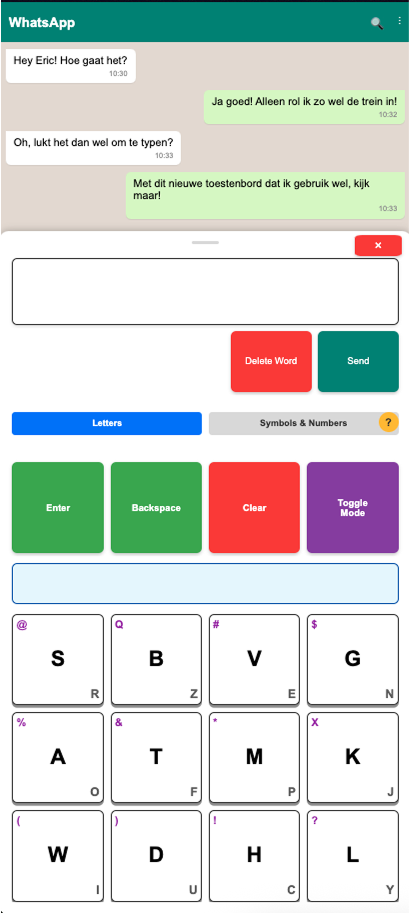 WhatsApp
Hey Eric! Hoe gaat het?
10:30
Ja goed! Alleen rol ik zo wel de trein in!
10:32
Oh, lukt het dan wel om te typen?
10:33
Met dit nieuwe toestenbord dat ik gebruik wel, kijk
maar!
10:33
×
Delete Word Send
Letters Symbols & Numbers ?
Enter Backspace Clear Toggle
Mode
@ Q # $
S B V G
R Z E N
% & * X
A T M K
O F P J
( ) ! ?
W D H L
I U C Y